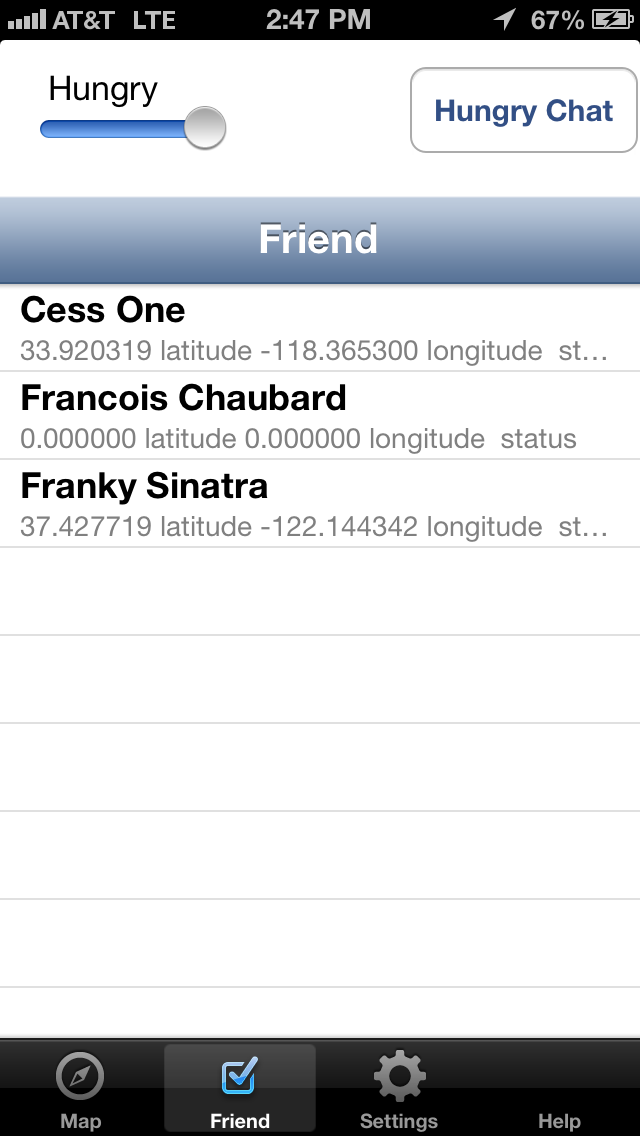 AT&T LTE 2:47 PM 67%
Hungry
Hungry Chat
Friend
Cess One
33.920319 latitude -118.365300 longitude  st...
Francois Chaubard
0.000000 latitude 0.000000 longitude  status
Franky Sinatra
37.427719 latitude -122.144342 longitude  st...
Map Friend Settings Help